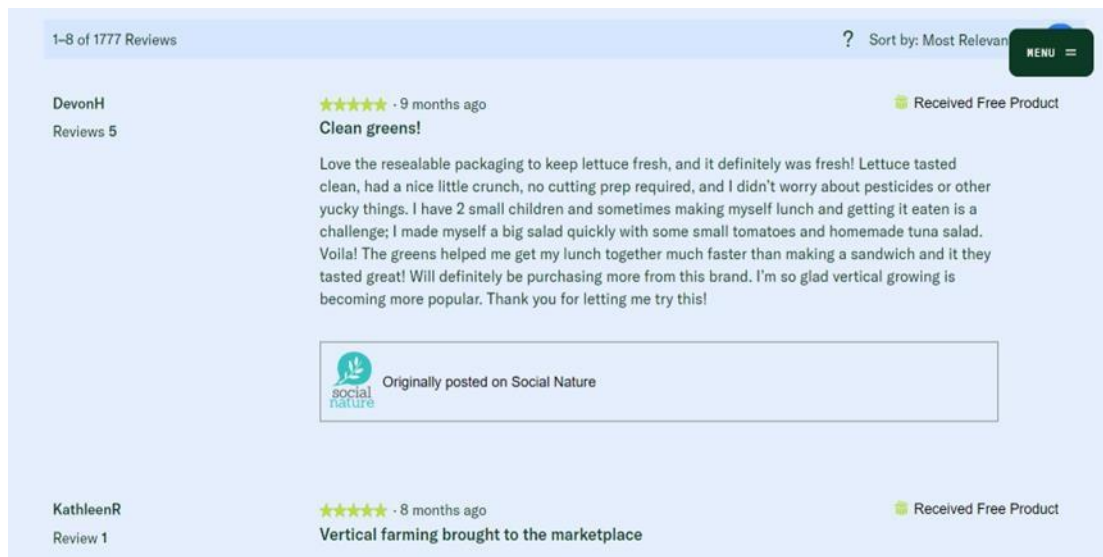 1–8 of 1777 Reviews
? Sort by: Most Relevan
MENU
DevonH
Reviews 5
· 9 months ago
Received Free Product
Clean greens!
Love the resealable packaging to keep lettuce fresh, and it definitely was fresh! Lettuce tasted
clean, had a nice little crunch, no cutting prep required, and I didn’t worry about pesticides or other
yucky things. I have 2 small children and sometimes making myself lunch and getting it eaten is a
challenge; I made myself a big salad quickly with some small tomatoes and homemade tuna salad.
Voila! The greens helped me get my lunch together much faster than making a sandwich and it they
tasted great! Will definitely be purchasing more from this brand. I’m so glad vertical growing is
becoming more popular. Thank you for letting me try this!
social
nature
Originally posted on Social Nature
KathleenR
Review 1
· 8 months ago
Received Free Product
Vertical farming brought to the marketplace